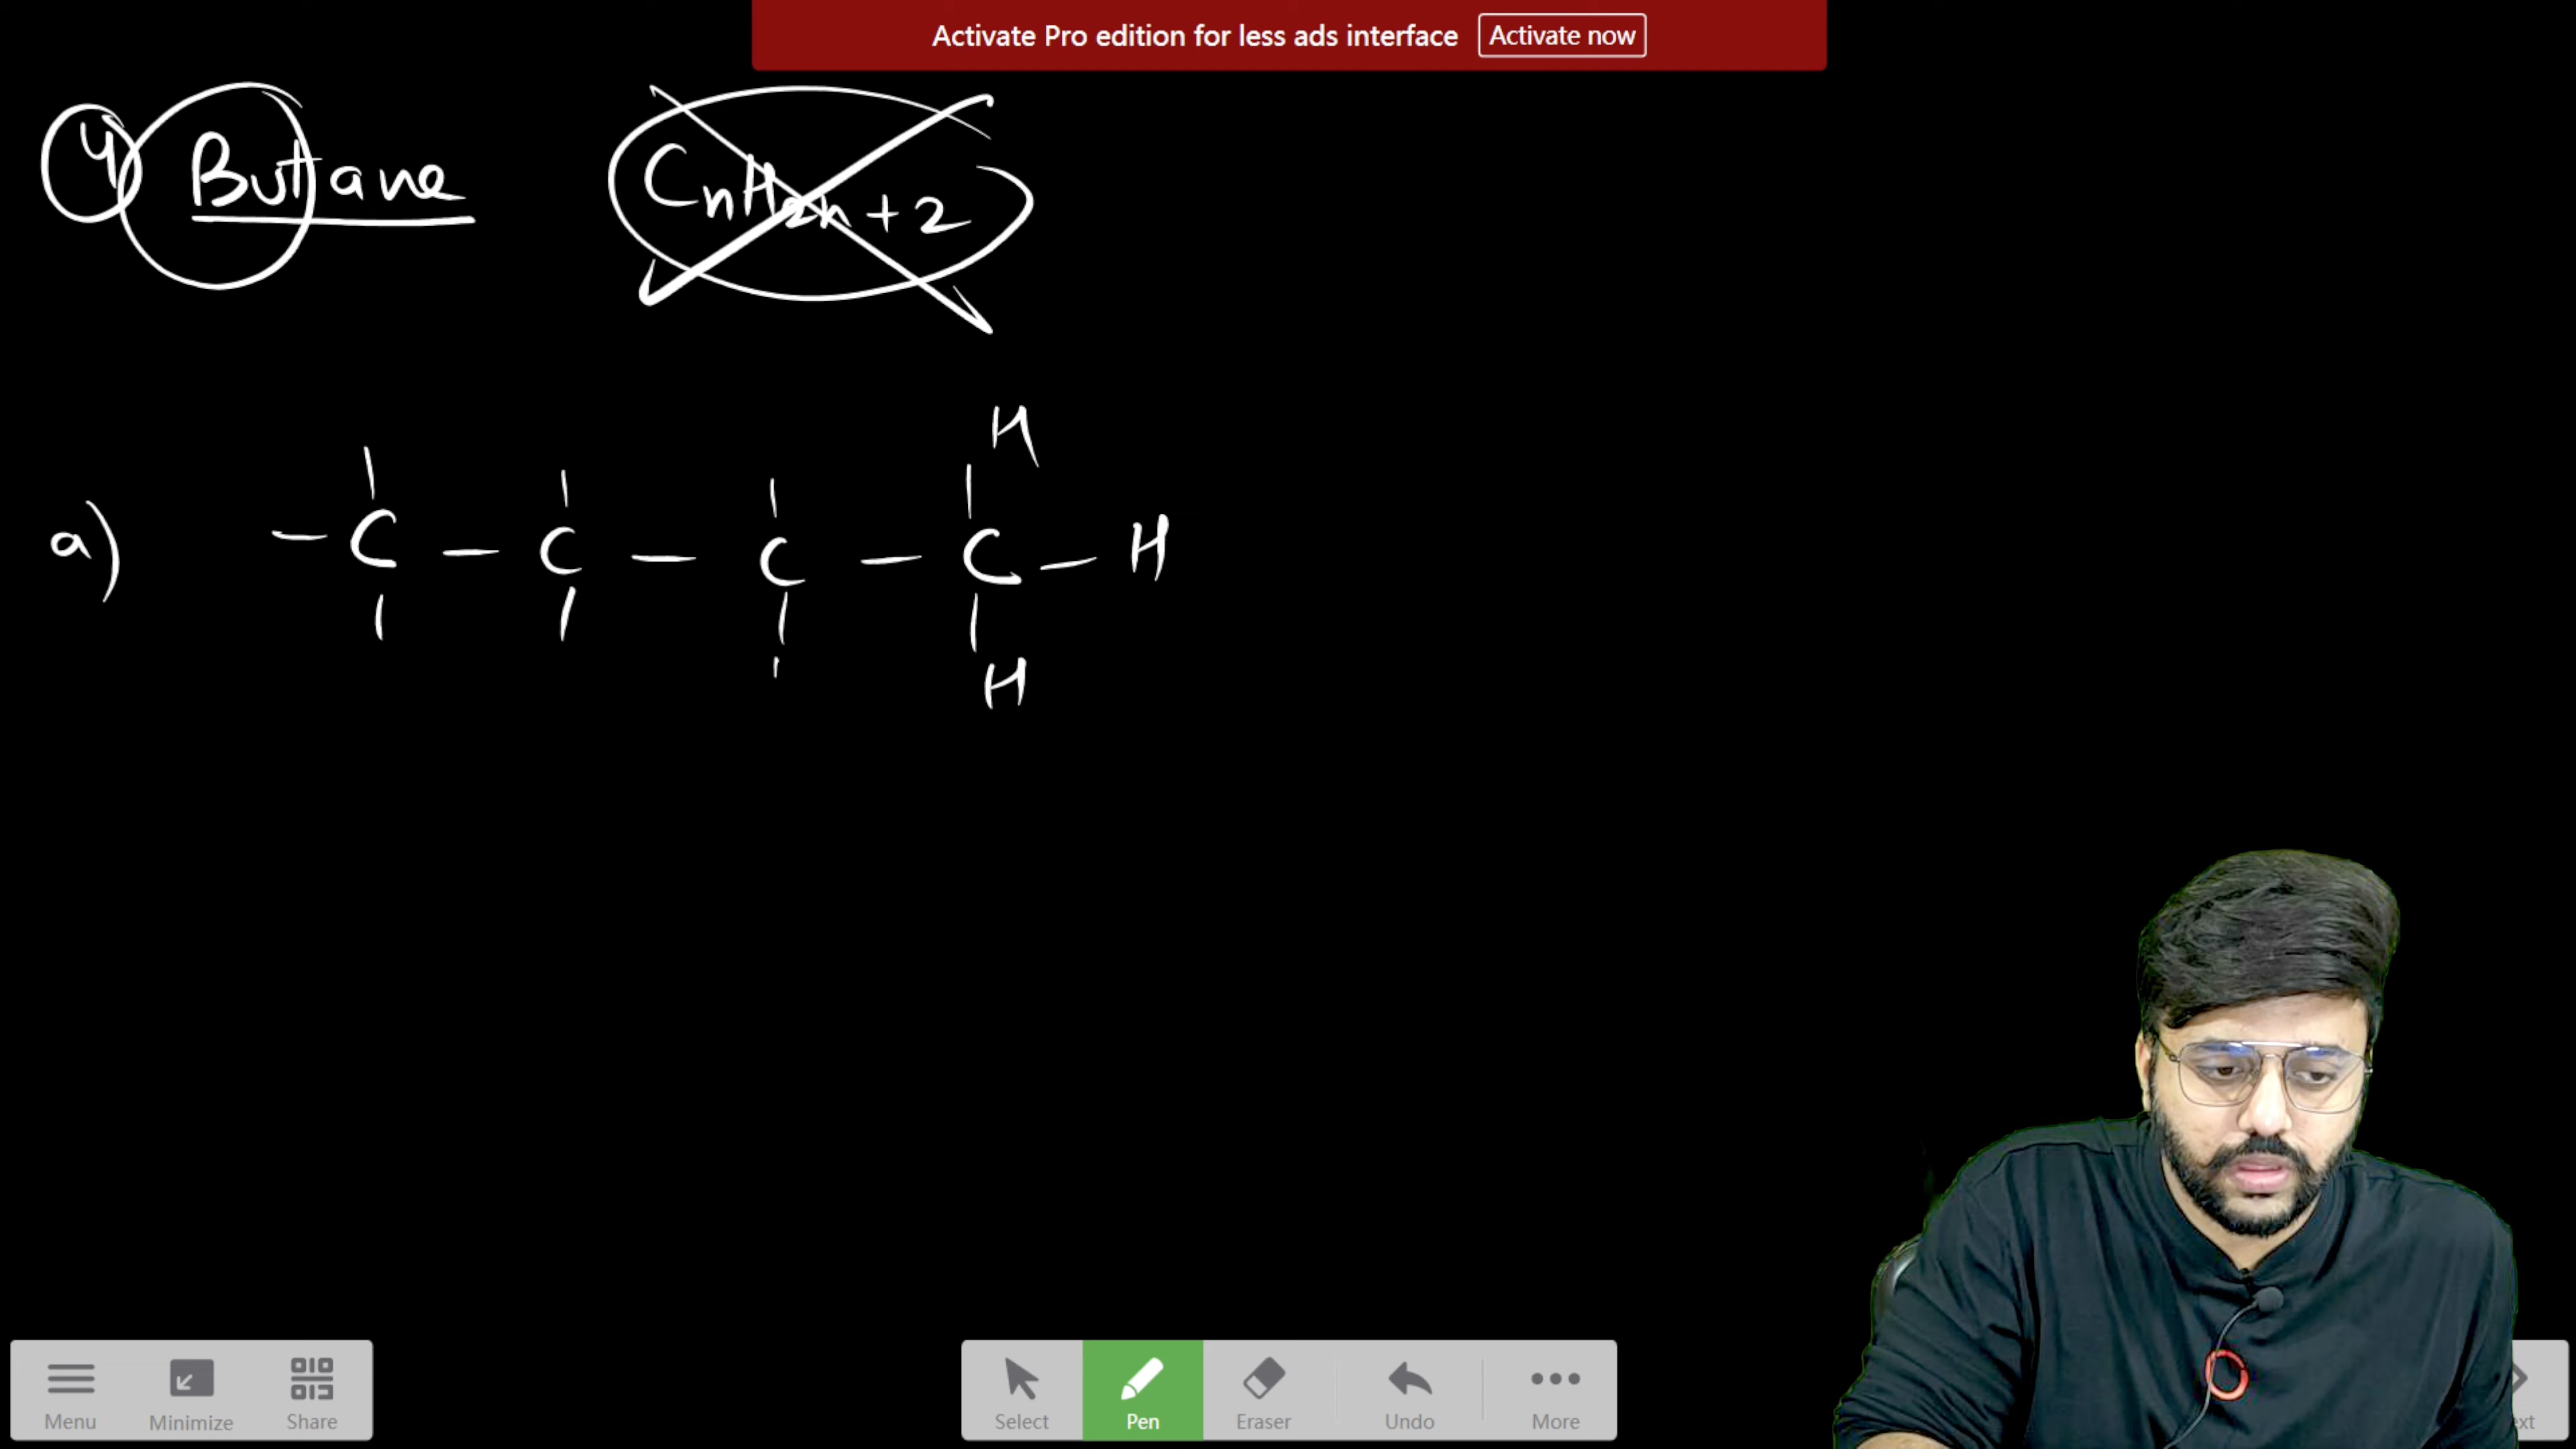 Activate Pro edition for less ads interface Activate now
4 Butane CnH2n+2
H
a) - C - C - C - C - H
H
Menu Minimize Share Select Pen Eraser Undo More